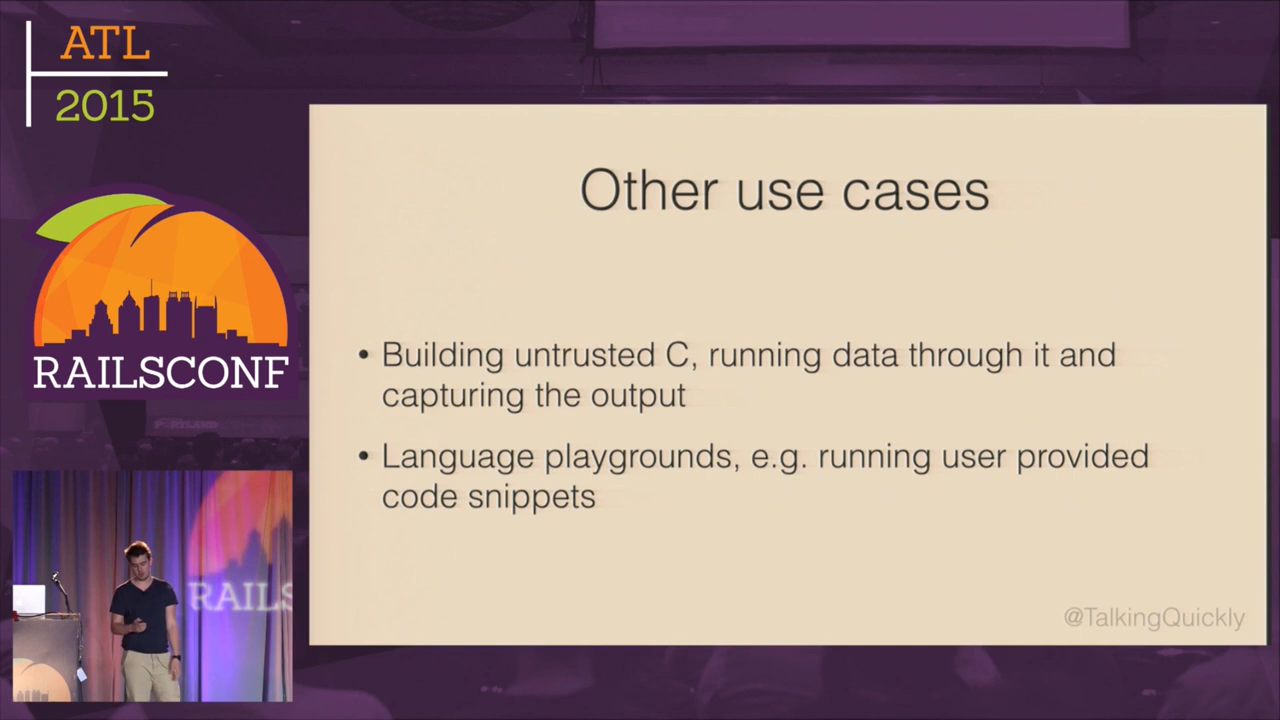 ATL
2015
RAILSCONF
Other use cases
• Building untrusted C, running data through it and
capturing the output
• Language playgrounds, e.g. running user provided
code snippets
@TalkingQuickly
RAILS
PORTLAND